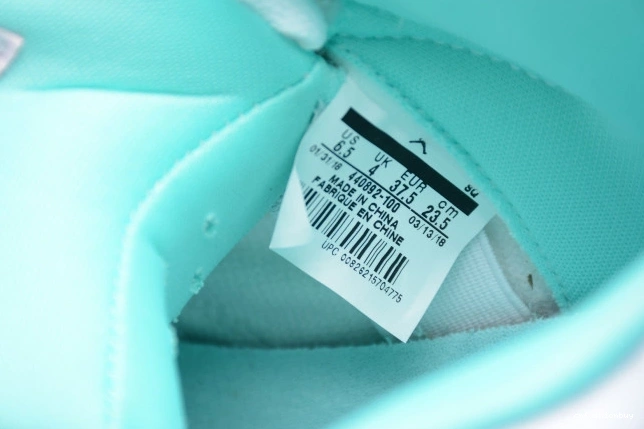 SQ
US UK EUR cm
6.5 4 37.5 23.5
01/31/18 440892-100 03/13/18
MADE IN CHINA
FABRIQUE EN CHINE
UPC 00826215704775